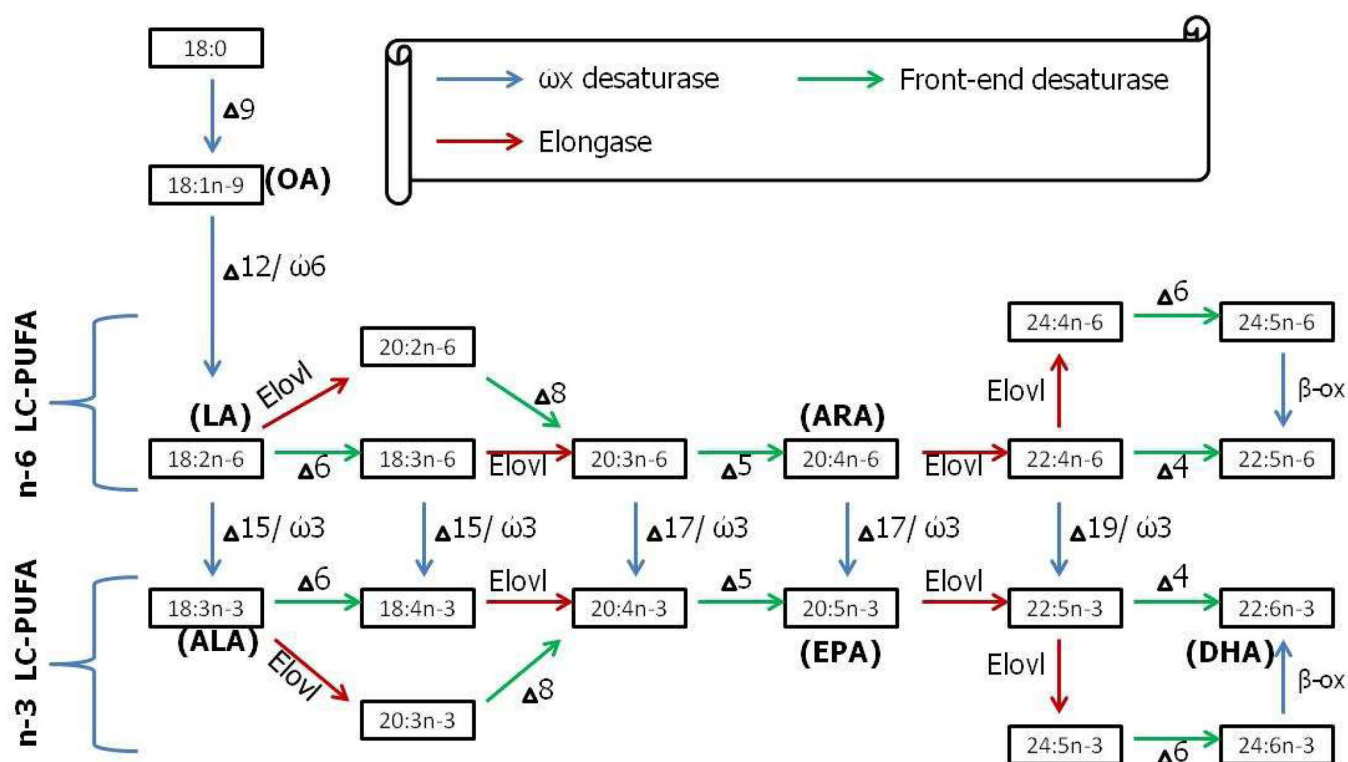 18:0
ώx desaturase
Front-end desaturase
Δ9
Elongase
18:1n-9
(OA)
Δ12/ ώ6
n-6 LC-PUFA
24:4n-6
Δ6
24:5n-6
20:2n-6
Elovl
Δ8
Elovl
β-ox
(LA)
(ARA)
18:2n-6
Δ6
18:3n-6
Elovl
20:3n-6
Δ5
20:4n-6
Elovl
22:4n-6
Δ4
22:5n-6
Δ15/ ώ3
Δ15/ ώ3
Δ17/ ώ3
Δ17/ ώ3
Δ19/ ώ3
n-3 LC-PUFA
18:3n-3
Δ6
18:4n-3
Elovl
20:4n-3
Δ5
20:5n-3
Elovl
22:5n-3
Δ4
22:6n-3
(ALA)
(EPA)
(DHA)
Elovl
Δ8
Elovl
β-ox
20:3n-3
24:5n-3
Δ6
24:6n-3